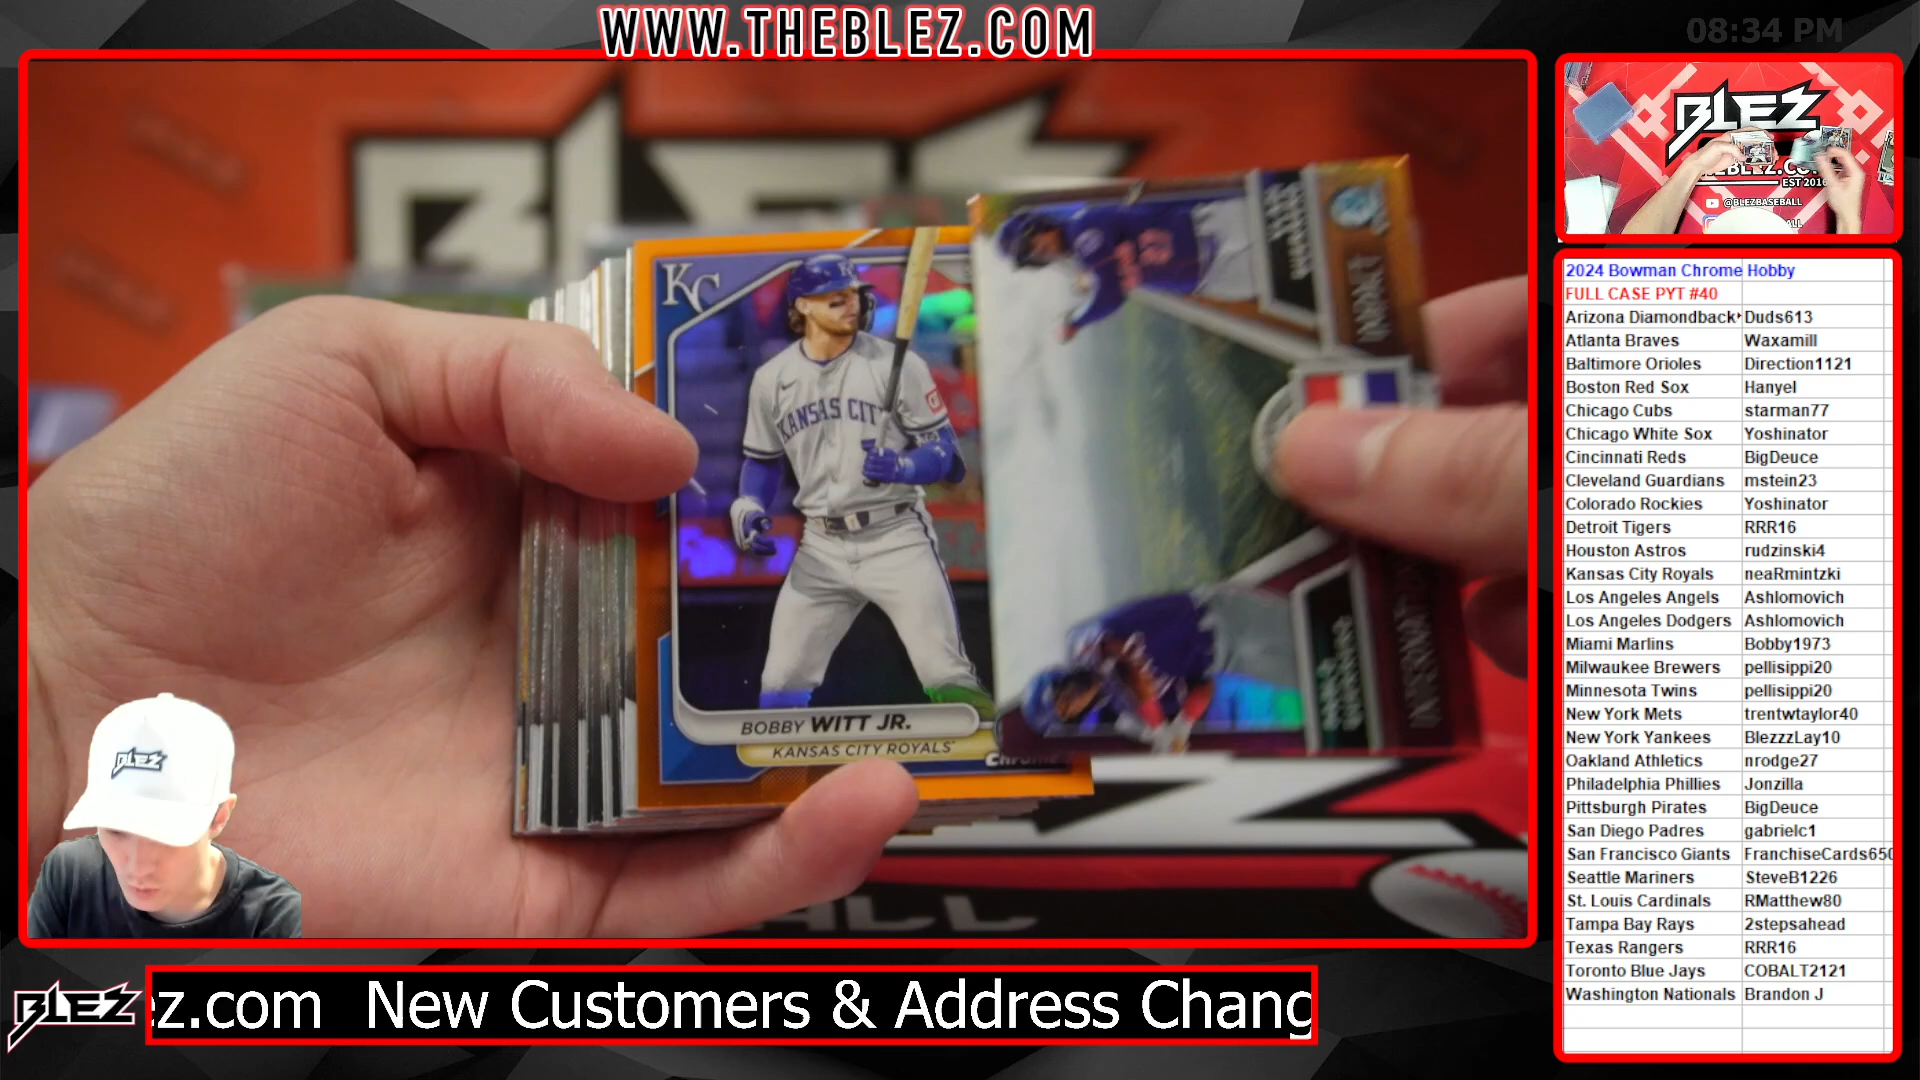 WWW.THEBLEZ.COM
08:34 PM
BLEZ
KC
KANSAS CITY
BOBBY WITT JR.
KANSAS CITY ROYALS
Chrome
BLEZ
EST 2016
@BLEZBASEBALL
2024 Bowman Chrome Hobby
FULL CASE PYT #40
Arizona Diamondback Duds613
Atlanta Braves Waxamill
Baltimore Orioles Direction1121
Boston Red Sox Hanyel
Chicago Cubs starman77
Chicago White Sox Yoshinator
Cincinnati Reds BigDeuce
Cleveland Guardians mstein23
Colorado Rockies Yoshinator
Detroit Tigers RRR16
Houston Astros rudzinski4
Kansas City Royals neaRmintzki
Los Angeles Angels Ashlomovich
Los Angeles Dodgers Ashlomovich
Miami Marlins Bobby1973
Milwaukee Brewers pellisippi20
Minnesota Twins pellisippi20
New York Mets trentwtaylor40
New York Yankees BlezzzLay10
Oakland Athletics nrodge27
Philadelphia Phillies Jonzilla
Pittsburgh Pirates BigDeuce
San Diego Padres gabrielc1
San Francisco Giants FranchiseCards650
Seattle Mariners SteveB1226
St. Louis Cardinals RMatthew80
Tampa Bay Rays 2stepsahead
Texas Rangers RRR16
Toronto Blue Jays COBALT2121
Washington Nationals Brandon J
BLEZ
BLEZ
ez.com New Customers & Address Chang